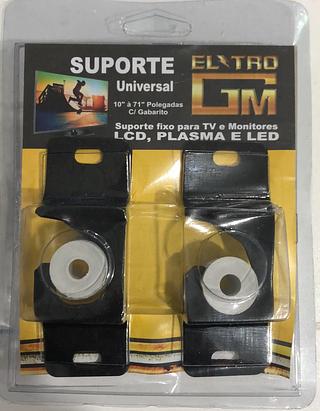 SUPORTE
Universal
10" à 71" Polegadas
C/ Gabarito
ELETRO
GM
Suporte fixo para TV e Monitores
LCD, PLASMA E LED